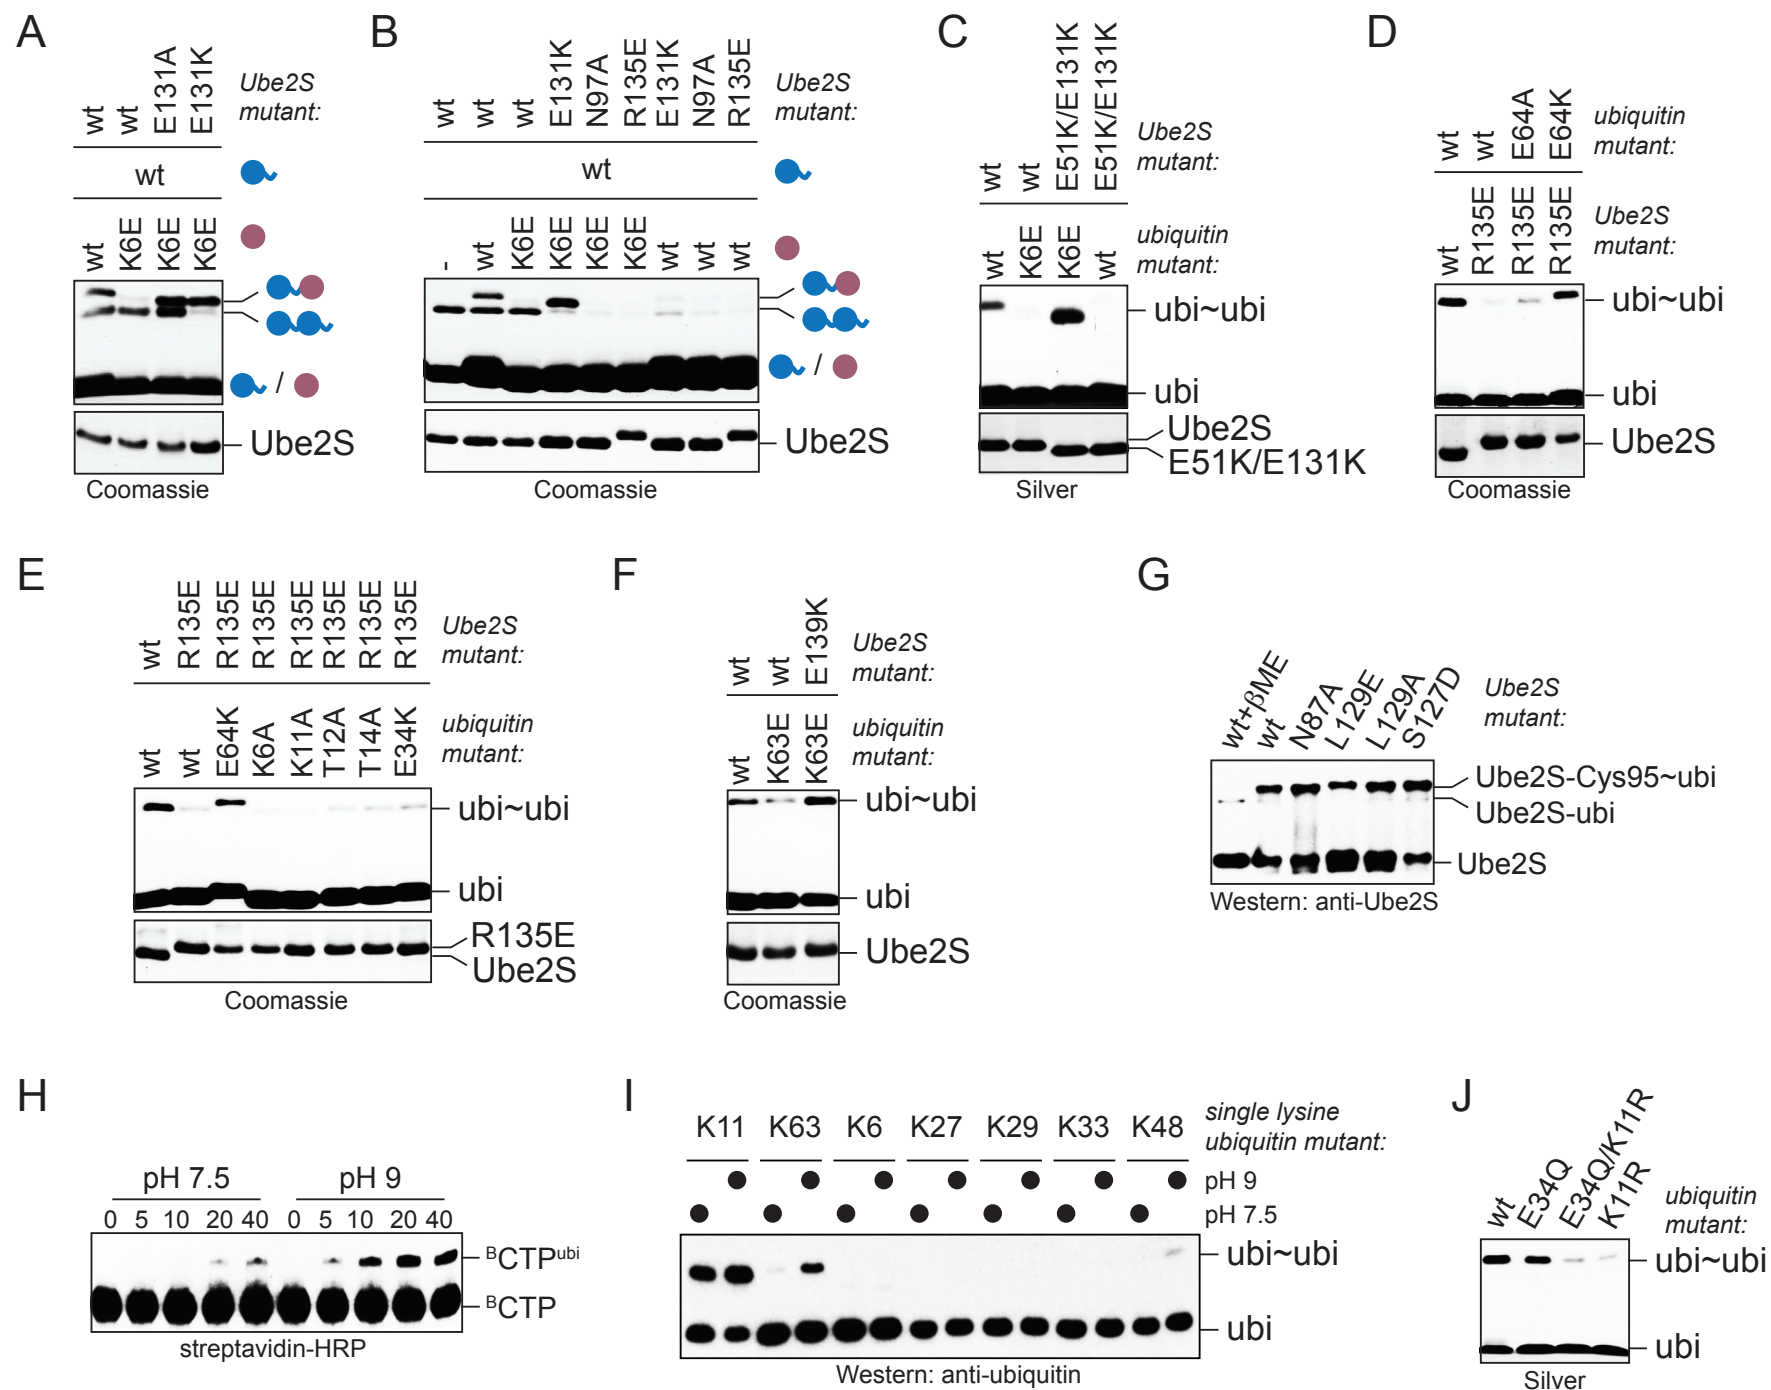 A
wt
wt
E131A
E131K
Ube2S
mutant:
wt
wt
K6E
K6E
K6E
/
Ube2S
Coomassie
B
wt
wt
wt
E131K
N97A
R135E
E131K
N97A
R135E
Ube2S
mutant:
wt
-
wt
K6E
K6E
K6E
K6E
wt
wt
wt
/
Ube2S
Coomassie
C
wt
wt
E51K/E131K
E51K/E131K
Ube2S
mutant:
wt
K6E
K6E
wt
ubiquitin
mutant:
ubi~ubi
ubi
Ube2S
E51K/E131K
Silver
D
wt
wt
E64A
E64K
ubiquitin
mutant:
wt
R135E
R135E
R135E
Ube2S
mutant:
ubi~ubi
ubi
Ube2S
Coomassie
E
wt
R135E
R135E
R135E
R135E
R135E
R135E
R135E
Ube2S
mutant:
wt
wt
E64K
K6A
K11A
T12A
T14A
E34K
ubiquitin
mutant:
ubi~ubi
ubi
R135E
Ube2S
Coomassie
F
wt
wt
E139K
Ube2S
mutant:
wt
K63E
K63E
ubiquitin
mutant:
ubi~ubi
ubi
Ube2S
Coomassie
G
wt+βME
wt
N87A
L129E
L129A
S127D
Ube2S
mutant:
Ube2S-Cys95~ubi
Ube2S-ubi
Ube2S
Western: anti-Ube2S
H
pH 7.5 pH 9
0 5 10 20 40 0 5 10 20 40
BCTPubi
BCTP
streptavidin-HRP
I
K11 K63 K6 K27 K29 K33 K48
single lysine
ubiquitin mutant:
pH 9
pH 7.5
ubi~ubi
ubi
Western: anti-ubiquitin
J
wt
E34Q
E34Q/K11R
K11R
ubiquitin
mutant:
ubi~ubi
ubi
Silver